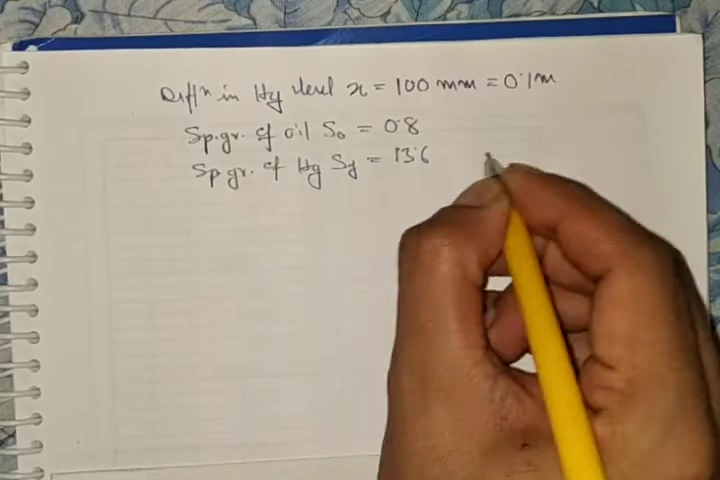 Diffn in Hg level x = 100 mm = 0.1m
Sp.gr. of oil So = 0.8
Sp gr. of Hg Sg = 13.6